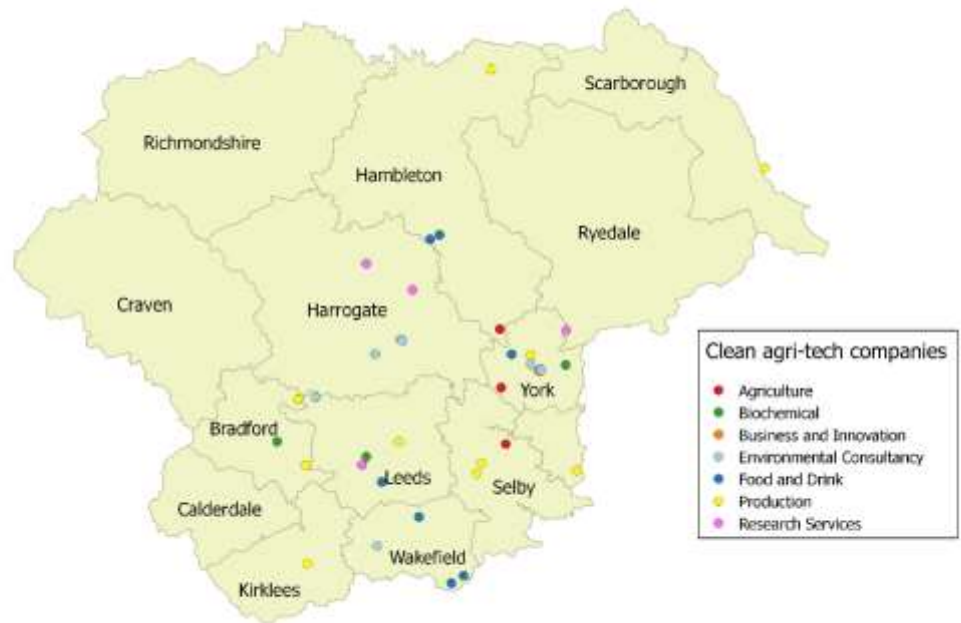 Scarborough
Richmondshire
Hambleton
Ryedale
Craven
Harrogate
York
Bradford
Leeds
Selby
Calderdale
Wakefield
Kirklees
Clean agri-tech companies
Agriculture
Biochemical
Business and Innovation
Environmental Consultancy
Food and Drink
Production
Research Services